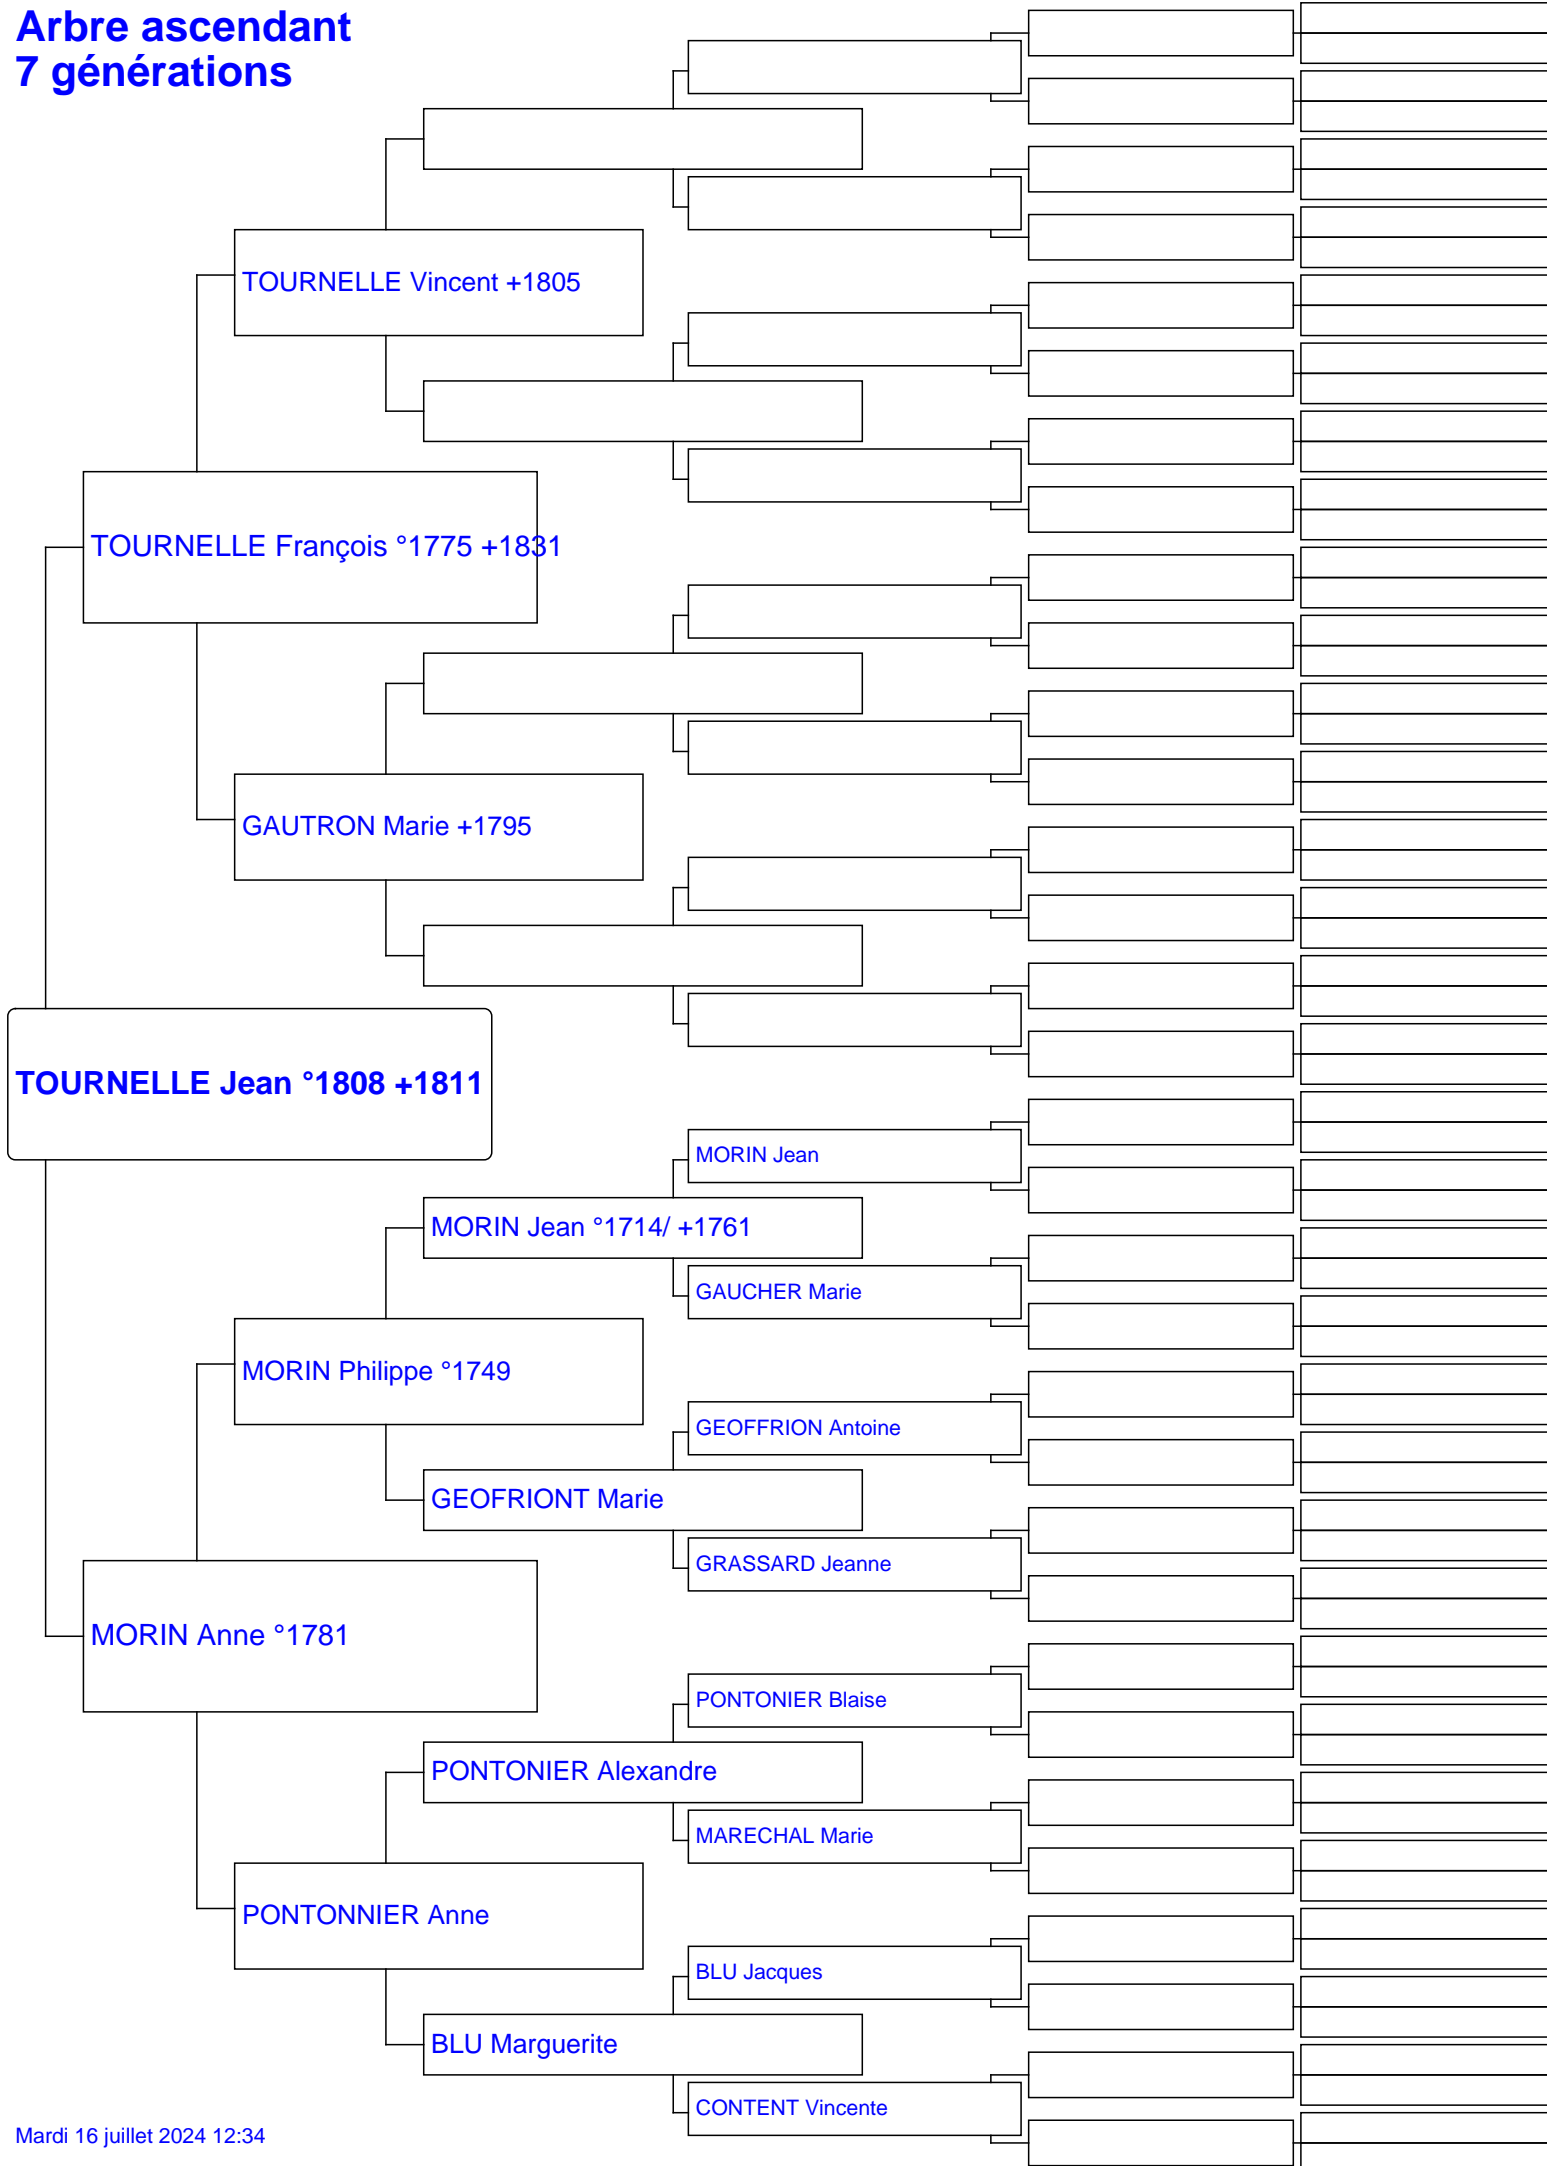 Arbre ascendant
7 générations
TOURNELLE Vincent +1805
TOURNELLE François °1775 +1831
GAUTRON Marie +1795
TOURNELLE Jean °1808 +1811
MORIN Jean
MORIN Jean °1714/ +1761
GAUCHER Marie
MORIN Philippe °1749
GEOFFRION Antoine
GEOFRIONT Marie
GRASSARD Jeanne
MORIN Anne °1781
PONTONIER Blaise
PONTONIER Alexandre
MARECHAL Marie
PONTONNIER Anne
BLU Jacques
BLU Marguerite
CONTENT Vincente
Mardi 16 juillet 2024 12:34